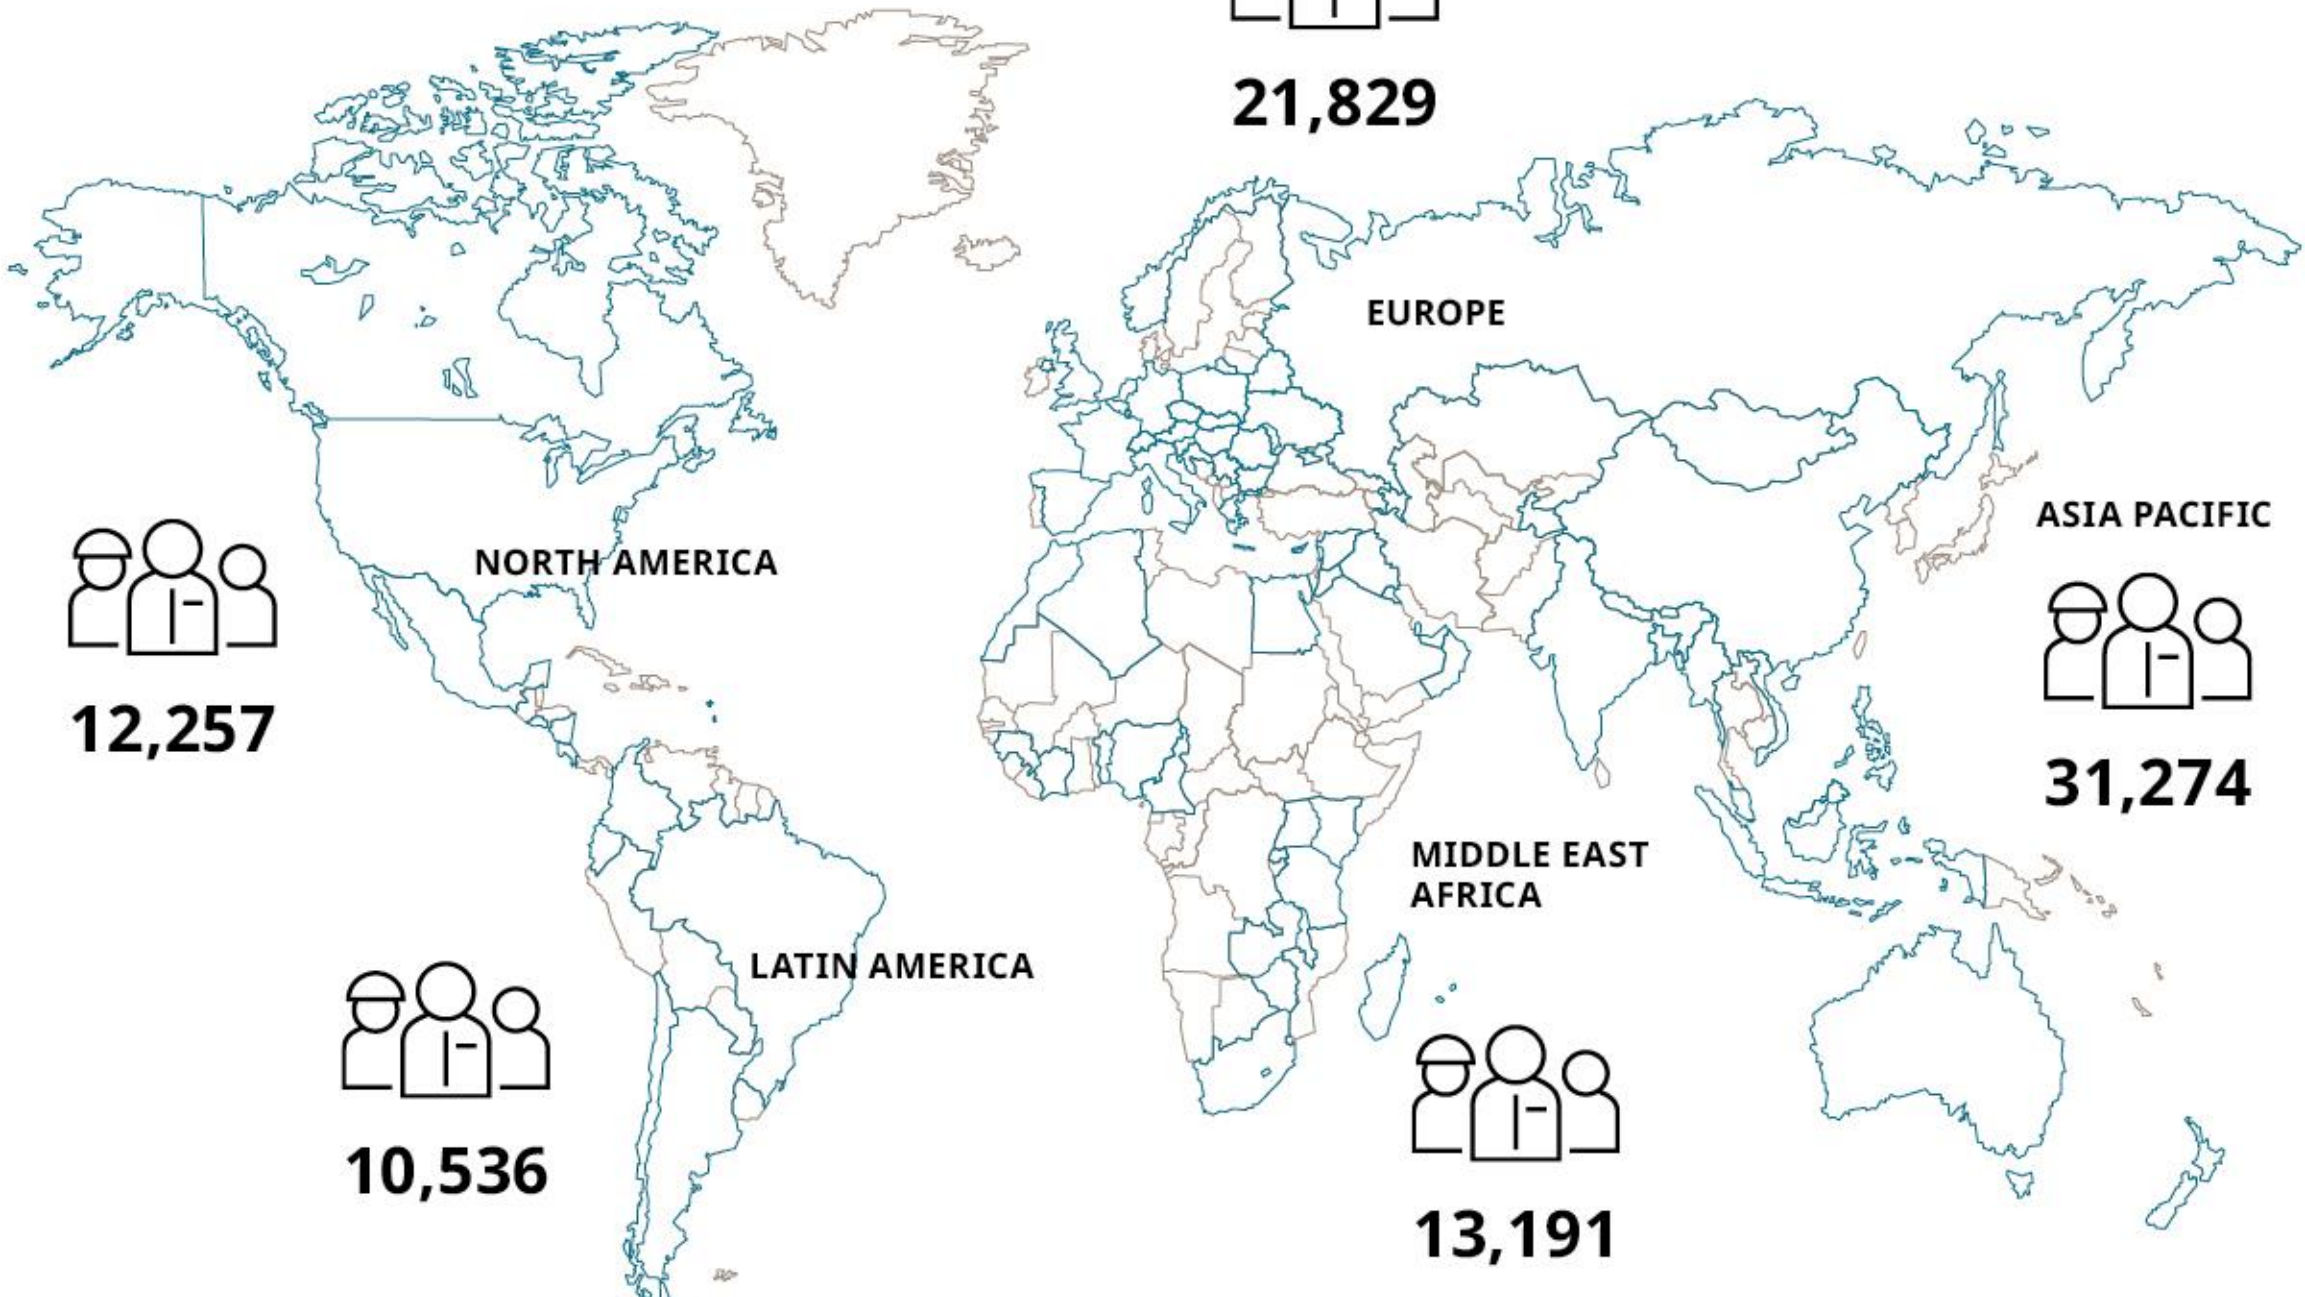 21,829
EUROPE
ASIA PACIFIC
NORTH AMERICA
12,257
31,274
MIDDLE EAST
AFRICA
LATIN AMERICA
10,536
13,191